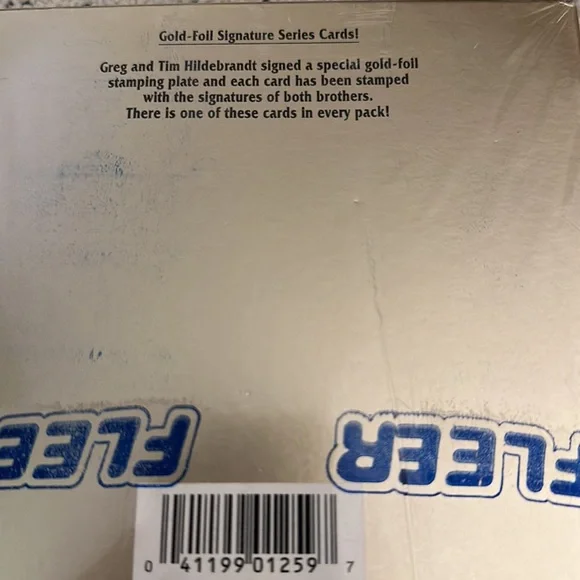 Gold-Foil Signature Series Cards!
Greg and Tim Hildebrandt signed a special gold-foil
stamping plate and each card has been stamped
with the signatures of both brothers.
There is one of these cards in every pack!
FLEE
FLEER
FL
0 41199 01259 7